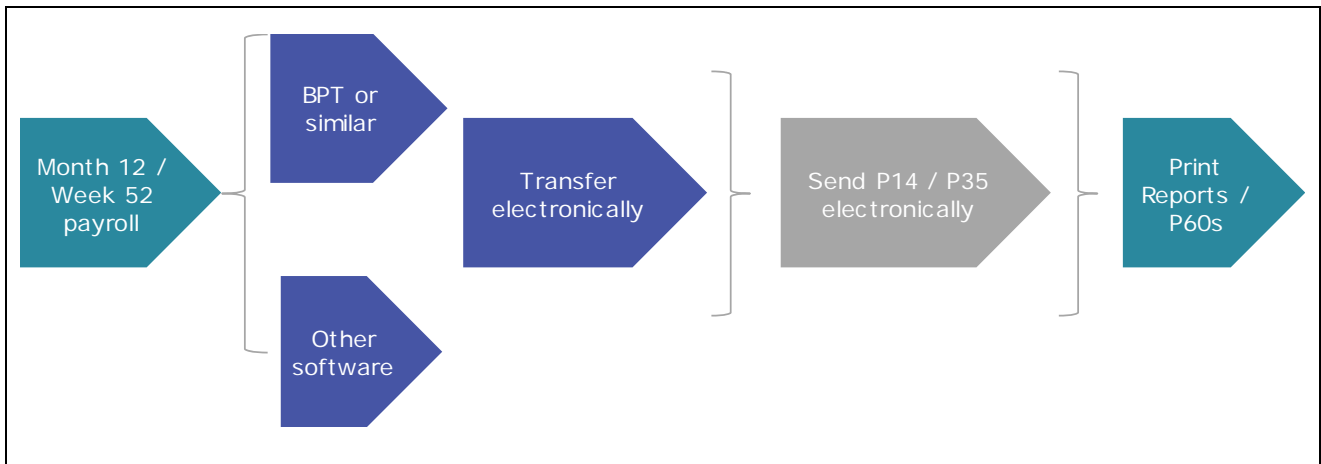 Month 12 /
Week 52
payroll
BPT or
similar
Other
software
Transfer
electronically
Send P14 / P35
electronically
Print
Reports /
P60s